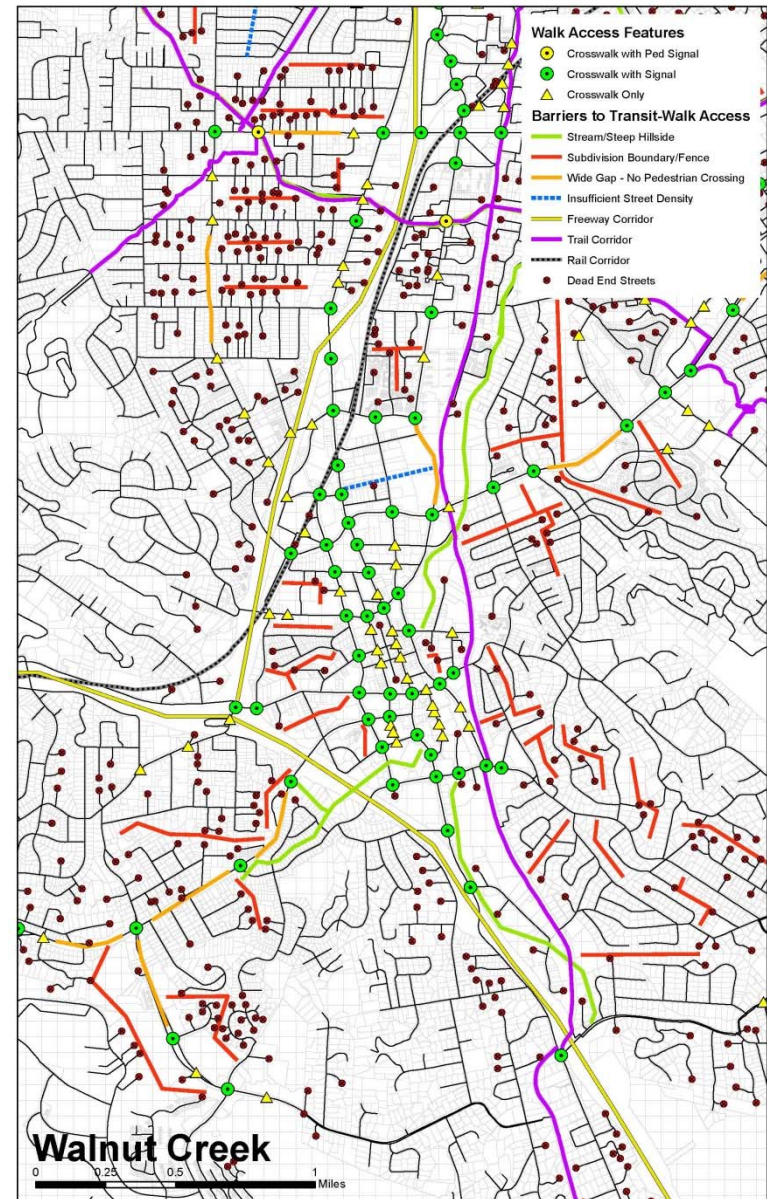 Walk Access Features
Crosswalk with Ped Signal
Crosswalk with Signal
Crosswalk Only
Barriers to Transit-Walk Access
Stream/Steep Hillside
Subdivision Boundary/Fence
Wide Gap - No Pedestrian Crossing
Insufficient Street Density
Freeway Corridor
Trail Corridor
Rail Corridor
Dead End Streets
Walnut Creek
0 0.25 0.5 1
Miles